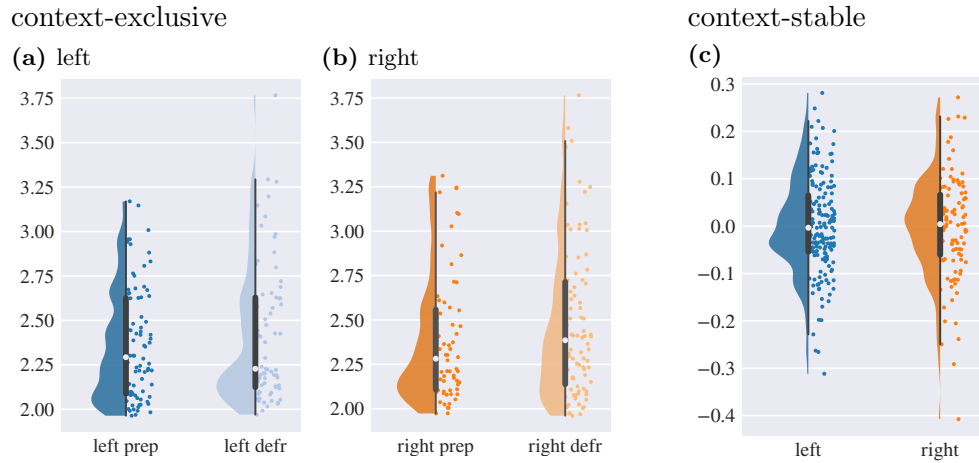 context-exclusive
context-stable
(a) left
(b) right
(c)
3.75
3.50
3.25
3.00
2.75
2.50
2.25
2.00
left prep
left defr
3.75
3.50
3.25
3.00
2.75
2.50
2.25
2.00
right prep
right defr
0.3
0.2
0.1
0.0
−0.1
−0.2
−0.3
−0.4
left
right